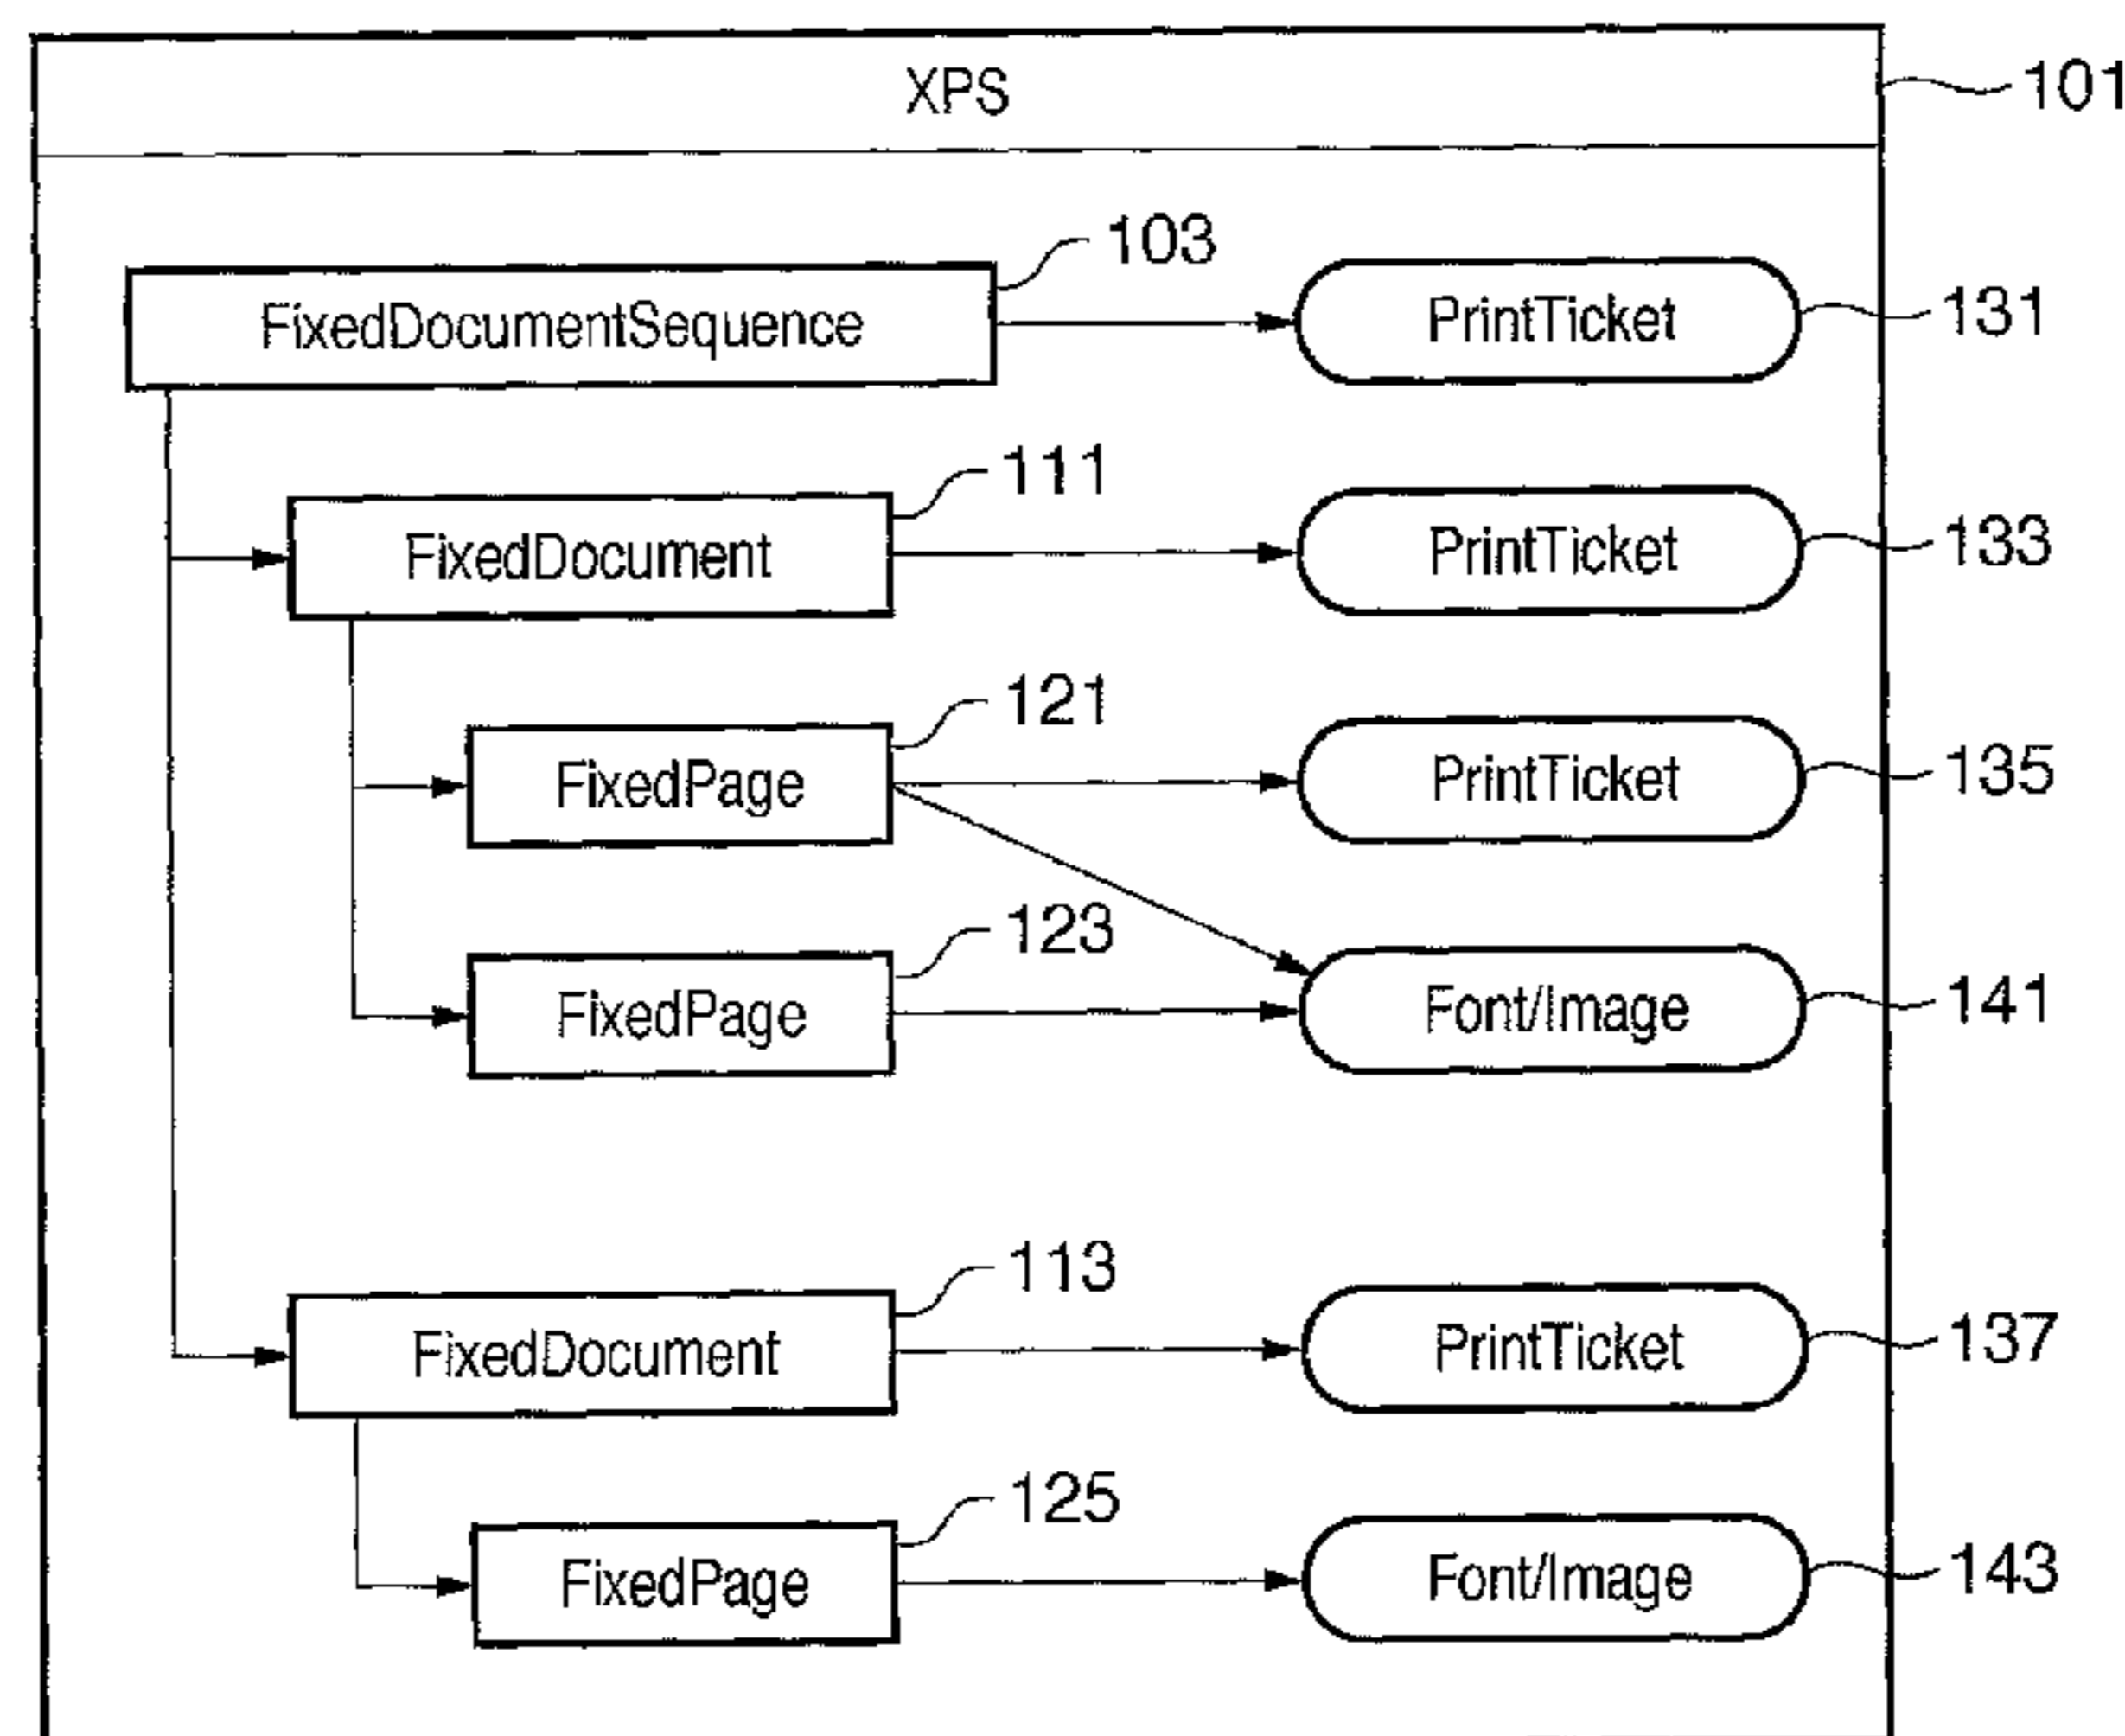 XPS 101
103
FixedDocumentSequence PrintTicket 131
111
FixedDocument PrintTicket 133
121
FixedPage PrintTicket 135
123
FixedPage Font/Image 141
113
FixedDocument PrintTicket 137
125
FixedPage Font/Image 143